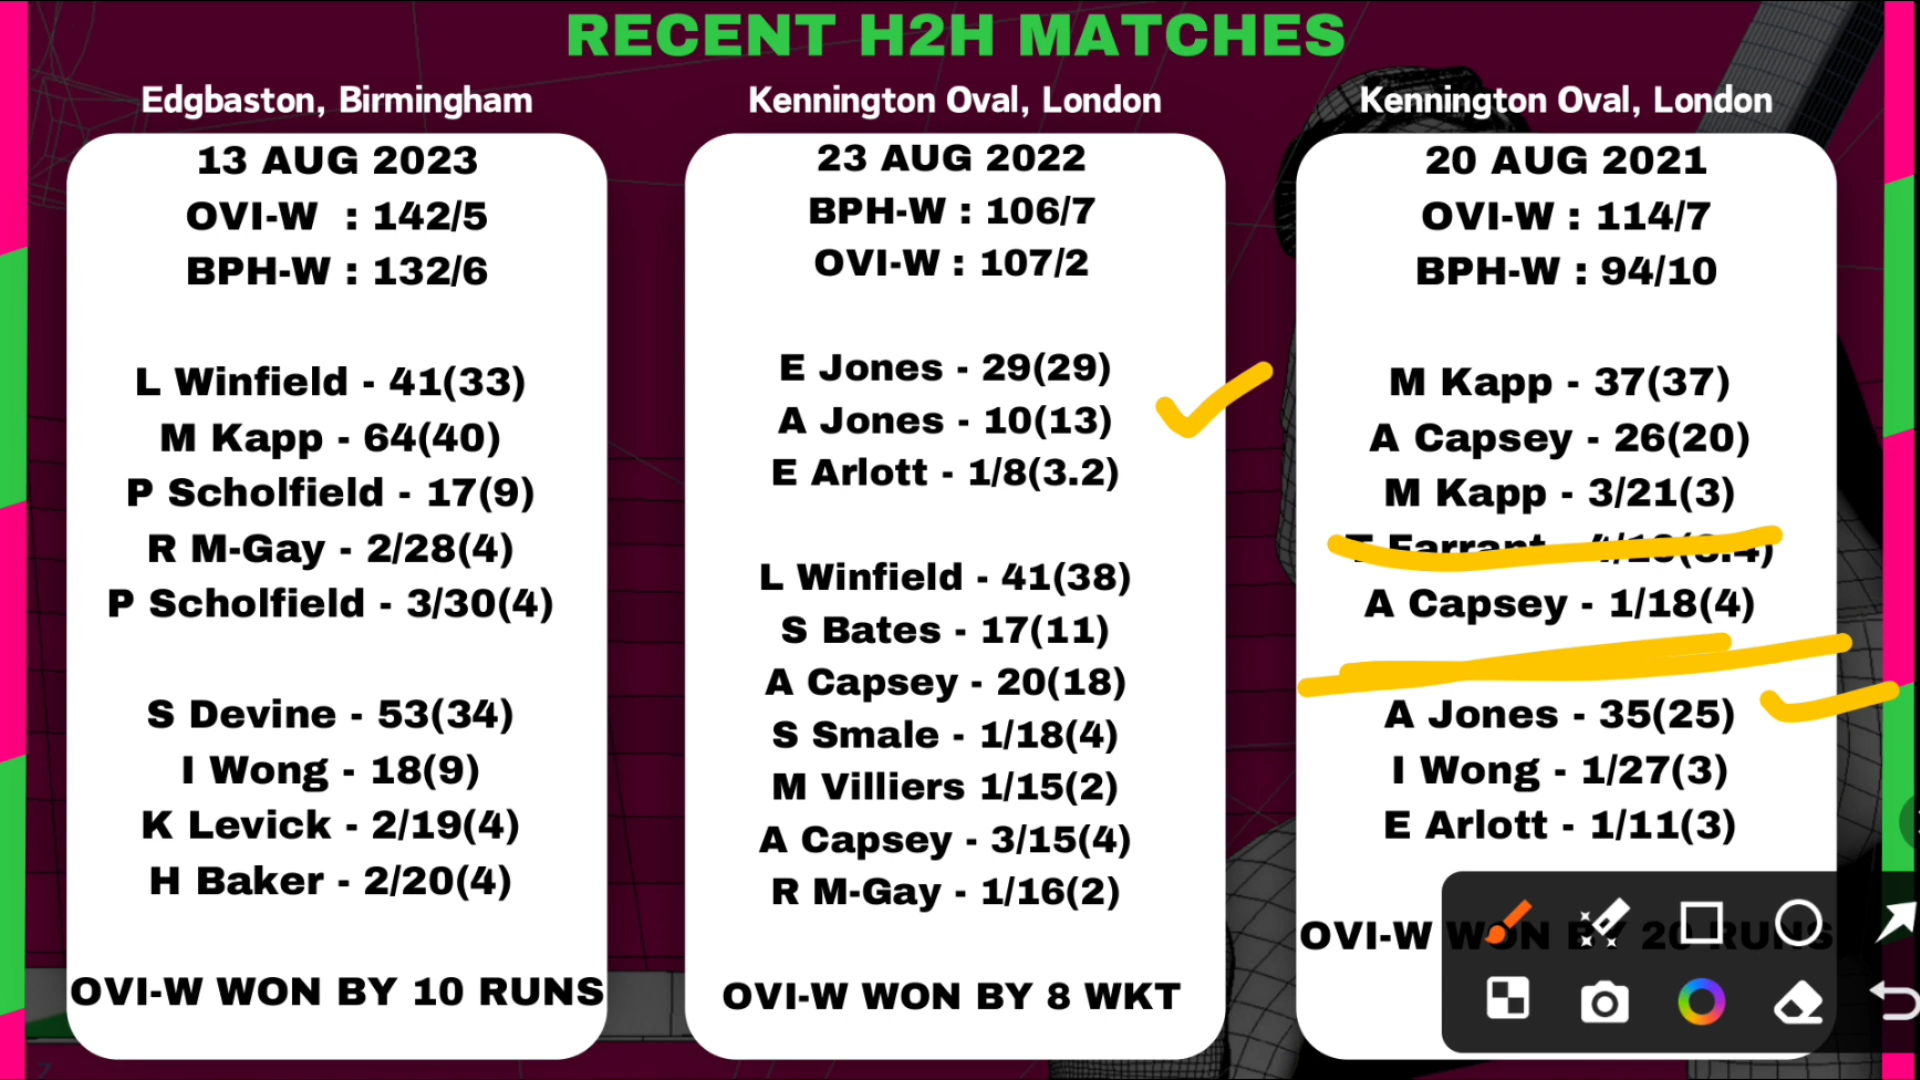 RECENT H2H MATCHES
Edgbaston, Birmingham
13 AUG 2023
OVI-W : 142/5
BPH-W : 132/6
L Winfield - 41(33)
M Kapp - 64(40)
P Scholfield - 17(9)
R M-Gay - 2/28(4)
P Scholfield - 3/30(4)
S Devine - 53(34)
I Wong - 18(9)
K Levick - 2/19(4)
H Baker - 2/20(4)
OVI-W WON BY 10 RUNS
Kennington Oval, London
23 AUG 2022
BPH-W : 106/7
OVI-W : 107/2
E Jones - 29(29)
A Jones - 10(13)
E Arlott - 1/8(3.2)
L Winfield - 41(38)
S Bates - 17(11)
A Capsey - 20(18)
S Smale - 1/18(4)
M Villiers 1/15(2)
A Capsey - 3/15(4)
R M-Gay - 1/16(2)
OVI-W WON BY 8 WKT
Kennington Oval, London
20 AUG 2021
OVI-W : 114/7
BPH-W : 94/10
M Kapp - 37(37)
A Capsey - 26(20)
M Kapp - 3/21(3)
Farrant
A Capsey - 1/18(4)
A Jones - 35(25)
I Wong - 1/27(3)
E Arlott - 1/11(3)
OVI-W WON BY 20 RUNS